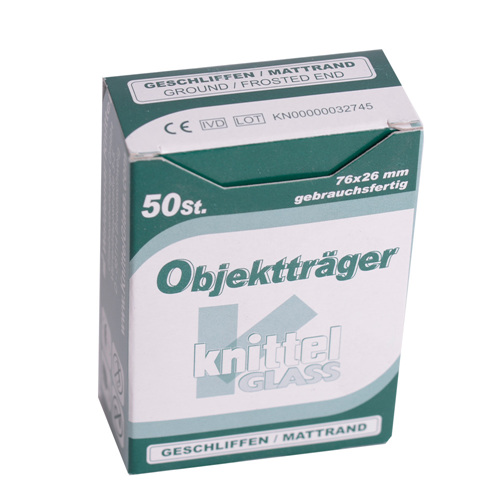 GESCHLIFFEN / MATTRAND
GROUND / FROSTED END
CE IVD LOT KN00000032745
76x26 mm
gebrauchsfertig
50St.
Objektträger
knittel
GLASS
GESCHLIFFEN / MATTRAND